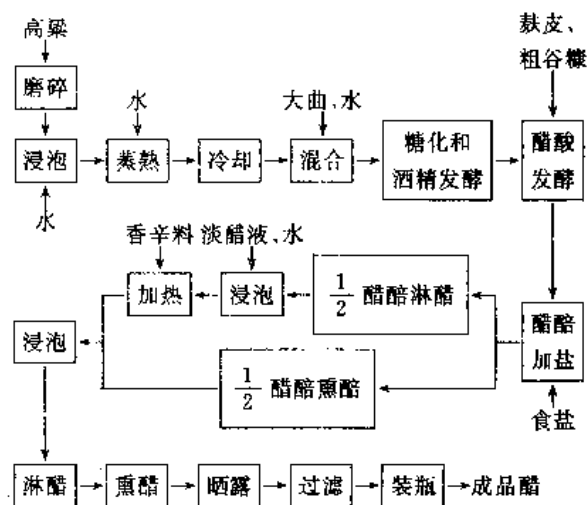 高粱
麸皮、
粗谷糠
磨碎
水
大曲、水
浸泡
蒸熟
冷却
混合
糖化和
酒精发酵
醋酸
发酵
水
香辛料 淡醋液、水
加热
浸泡
1/2 醋醅淋醋
醋醅
加盐
浸泡
1/2 醋醅熏醅
食盐
淋醋
熏醋
晒露
过滤
装瓶
成品醋